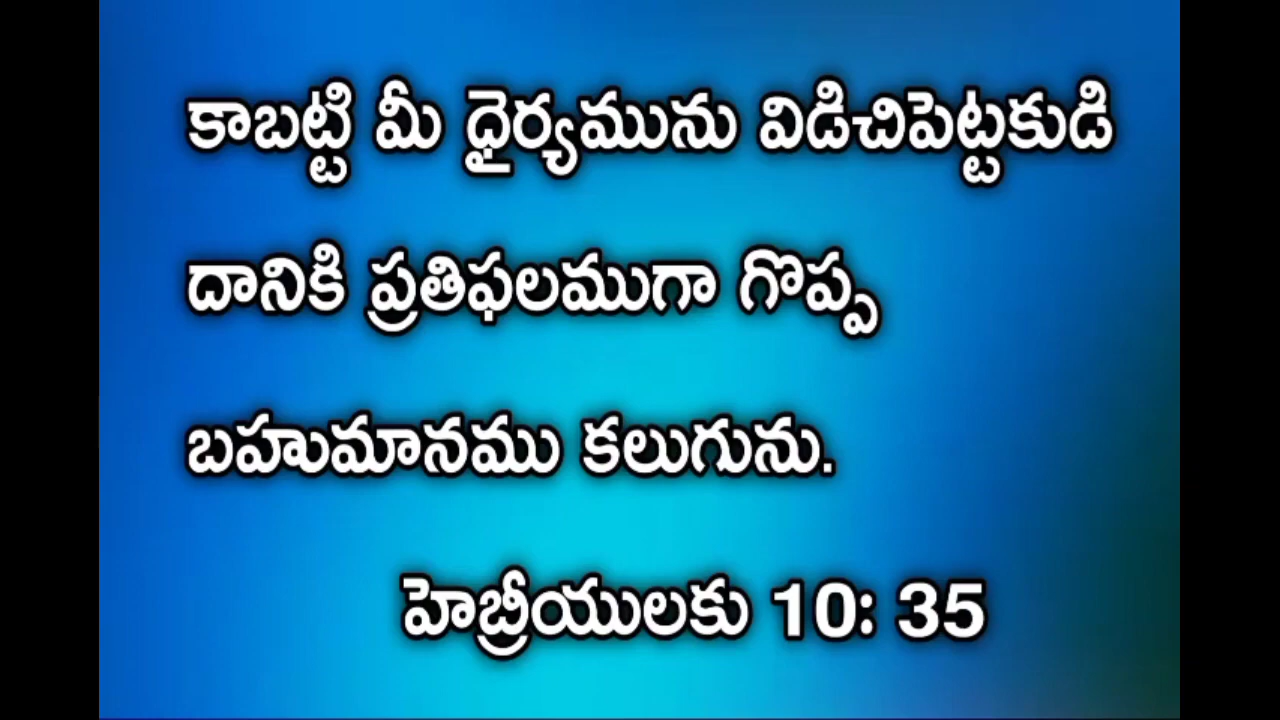 కాబట్టి మీ ధైర్యమును విడిచిపెట్టకుడి
దానికి ప్రతిఫలముగా గొప్ప
బహుమానము కలుగును.
హెబ్రీయులకు 10: 35